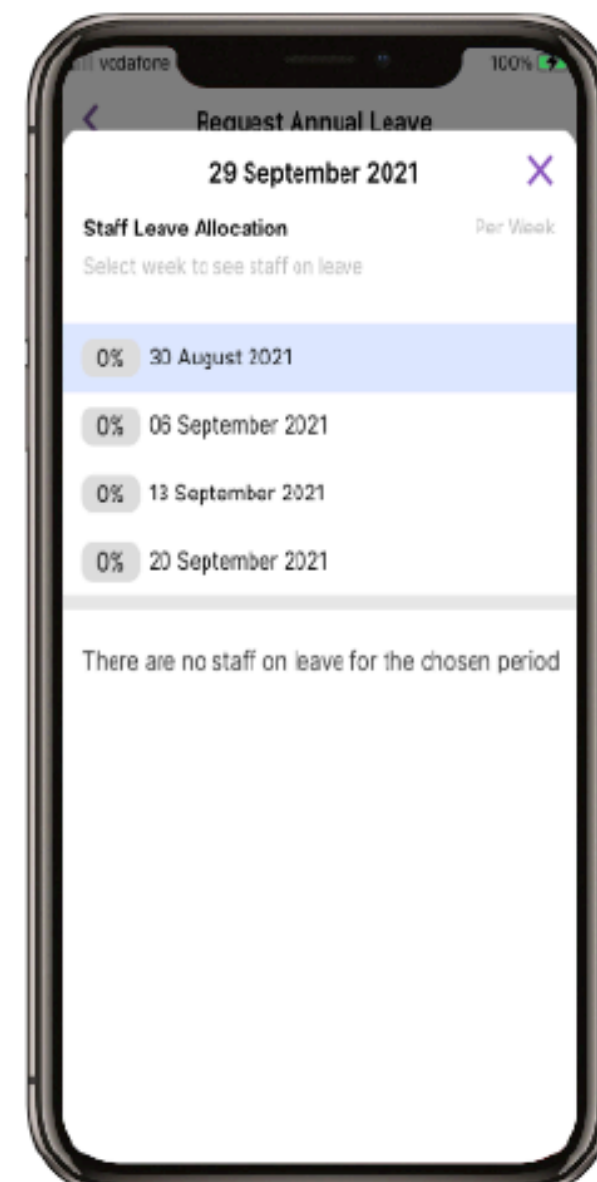 vodafone 100%
Request Annual Leave
29 September 2021
Staff Leave Allocation Per Week
Select week to see staff on leave
0% 30 August 2021
0% 06 September 2021
0% 13 September 2021
0% 20 September 2021
There are no staff on leave for the chosen period